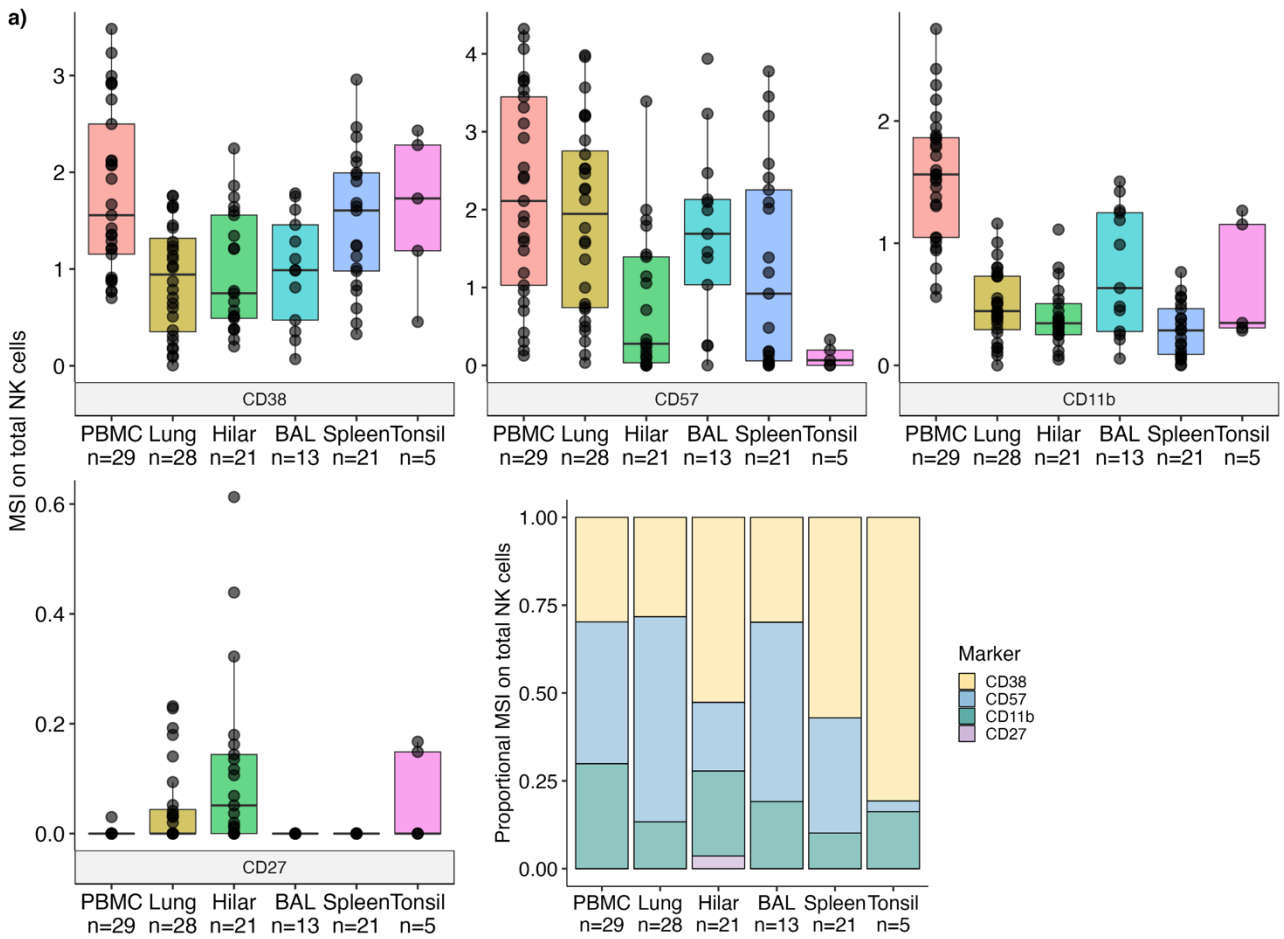 a)
MSI on total NK cells
3
2
1
0
CD38
PBMC Lung Hilar BAL Spleen Tonsil
n=29 n=28 n=21 n=13 n=21 n=5
4
3
2
1
0
CD57
PBMC Lung Hilar BAL Spleen Tonsil
n=29 n=28 n=21 n=13 n=21 n=5
2
1
0
CD11b
PBMC Lung Hilar BAL Spleen Tonsil
n=29 n=28 n=21 n=13 n=21 n=5
0.6
0.4
0.2
0.0
CD27
PBMC Lung Hilar BAL Spleen Tonsil
n=29 n=28 n=21 n=13 n=21 n=5
Proportional MSI on total NK cells
1.00
0.75
0.50
0.25
0.00
PBMC Lung Hilar BAL Spleen Tonsil
n=29 n=28 n=21 n=13 n=21 n=5
Marker
CD38
CD57
CD11b
CD27